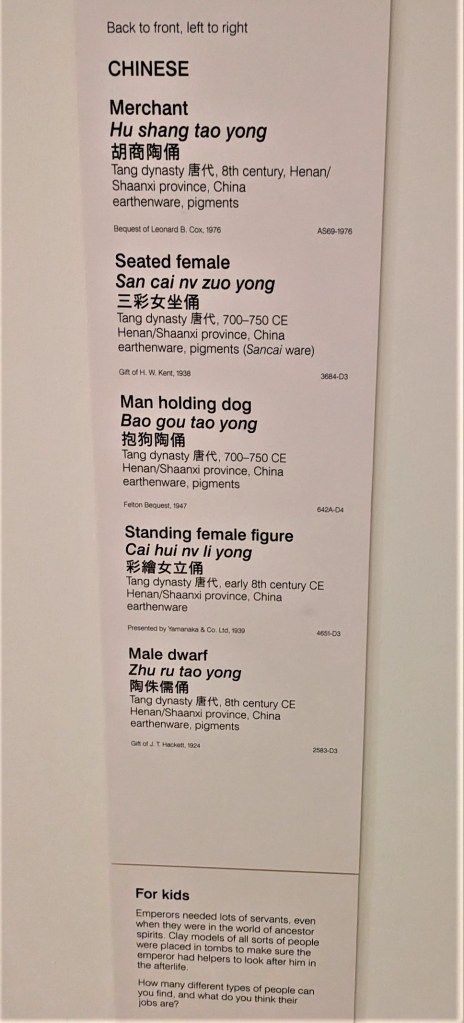 Back to front, left to right
CHINESE
Merchant
Hu shang tao yong
胡商陶俑
Tang dynasty 唐代, 8th century, Henan/
Shaanxi province, China
earthenware, pigments
Bequest of Leonard B. Cox, 1976 AS69-1976
Seated female
San cai nv zuo yong
三彩女坐俑
Tang dynasty 唐代, 700–750 CE
Henan/Shaanxi province, China
earthenware, pigments (Sancai ware)
Gift of H. W. Kent, 1938 3684-D3
Man holding dog
Bao gou tao yong
抱狗陶俑
Tang dynasty 唐代, 700–750 CE
Henan/Shaanxi province, China
earthenware, pigments
Felton Bequest, 1947 642A-D4
Standing female figure
Cai hui nv li yong
彩繪女立俑
Tang dynasty 唐代, early 8th century CE
Henan/Shaanxi province, China
earthenware
Presented by Yamanaka & Co. Ltd, 1939 4651-D3
Male dwarf
Zhu ru tao yong
陶侏儒俑
Tang dynasty 唐代, 8th century CE
Henan/Shaanxi province, China
earthenware, pigments
Gift of J. T. Hackett, 1924 2583-D3
For kids
Emperors needed lots of servants, even
when they were in the world of ancestor
spirits. Clay models of all sorts of people
were placed in tombs to make sure the
emperor had helpers to look after him in
the afterlife.
How many different types of people can
you find, and what do you think their
jobs are?